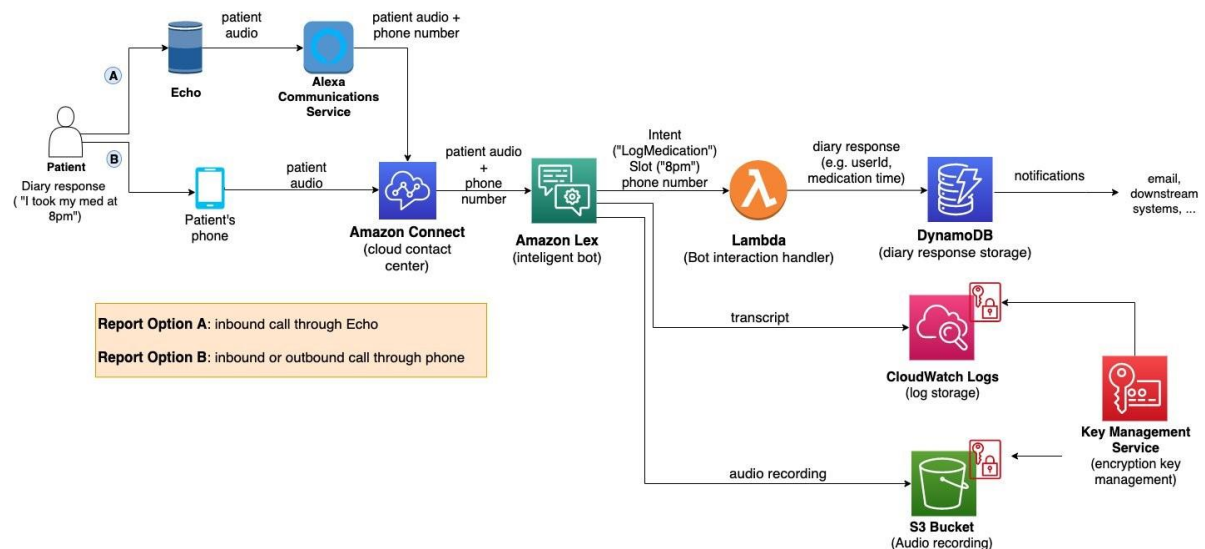 patient
audio
patient audio +
phone number
A
Echo
Alexa
Communications
Service
Patient
Diary response
( "I took my med at
8pm")
B
Patient's
phone
patient
audio
Amazon Connect
(cloud contact
center)
patient audio
+
phone
number
Amazon Lex
(inteligent bot)
Intent
("LogMedication")
Slot ("8pm")
phone number
Lambda
(Bot interaction handler)
diary response
(e.g. userId,
medication time)
DynamoDB
(diary response storage)
notifications
email,
downstream
systems, ...
Report Option A: inbound call through Echo
Report Option B: inbound or outbound call through phone
transcript
CloudWatch Logs
(log storage)
Key Management
Service
(encryption key
management)
audio recording
S3 Bucket
(Audio recording)